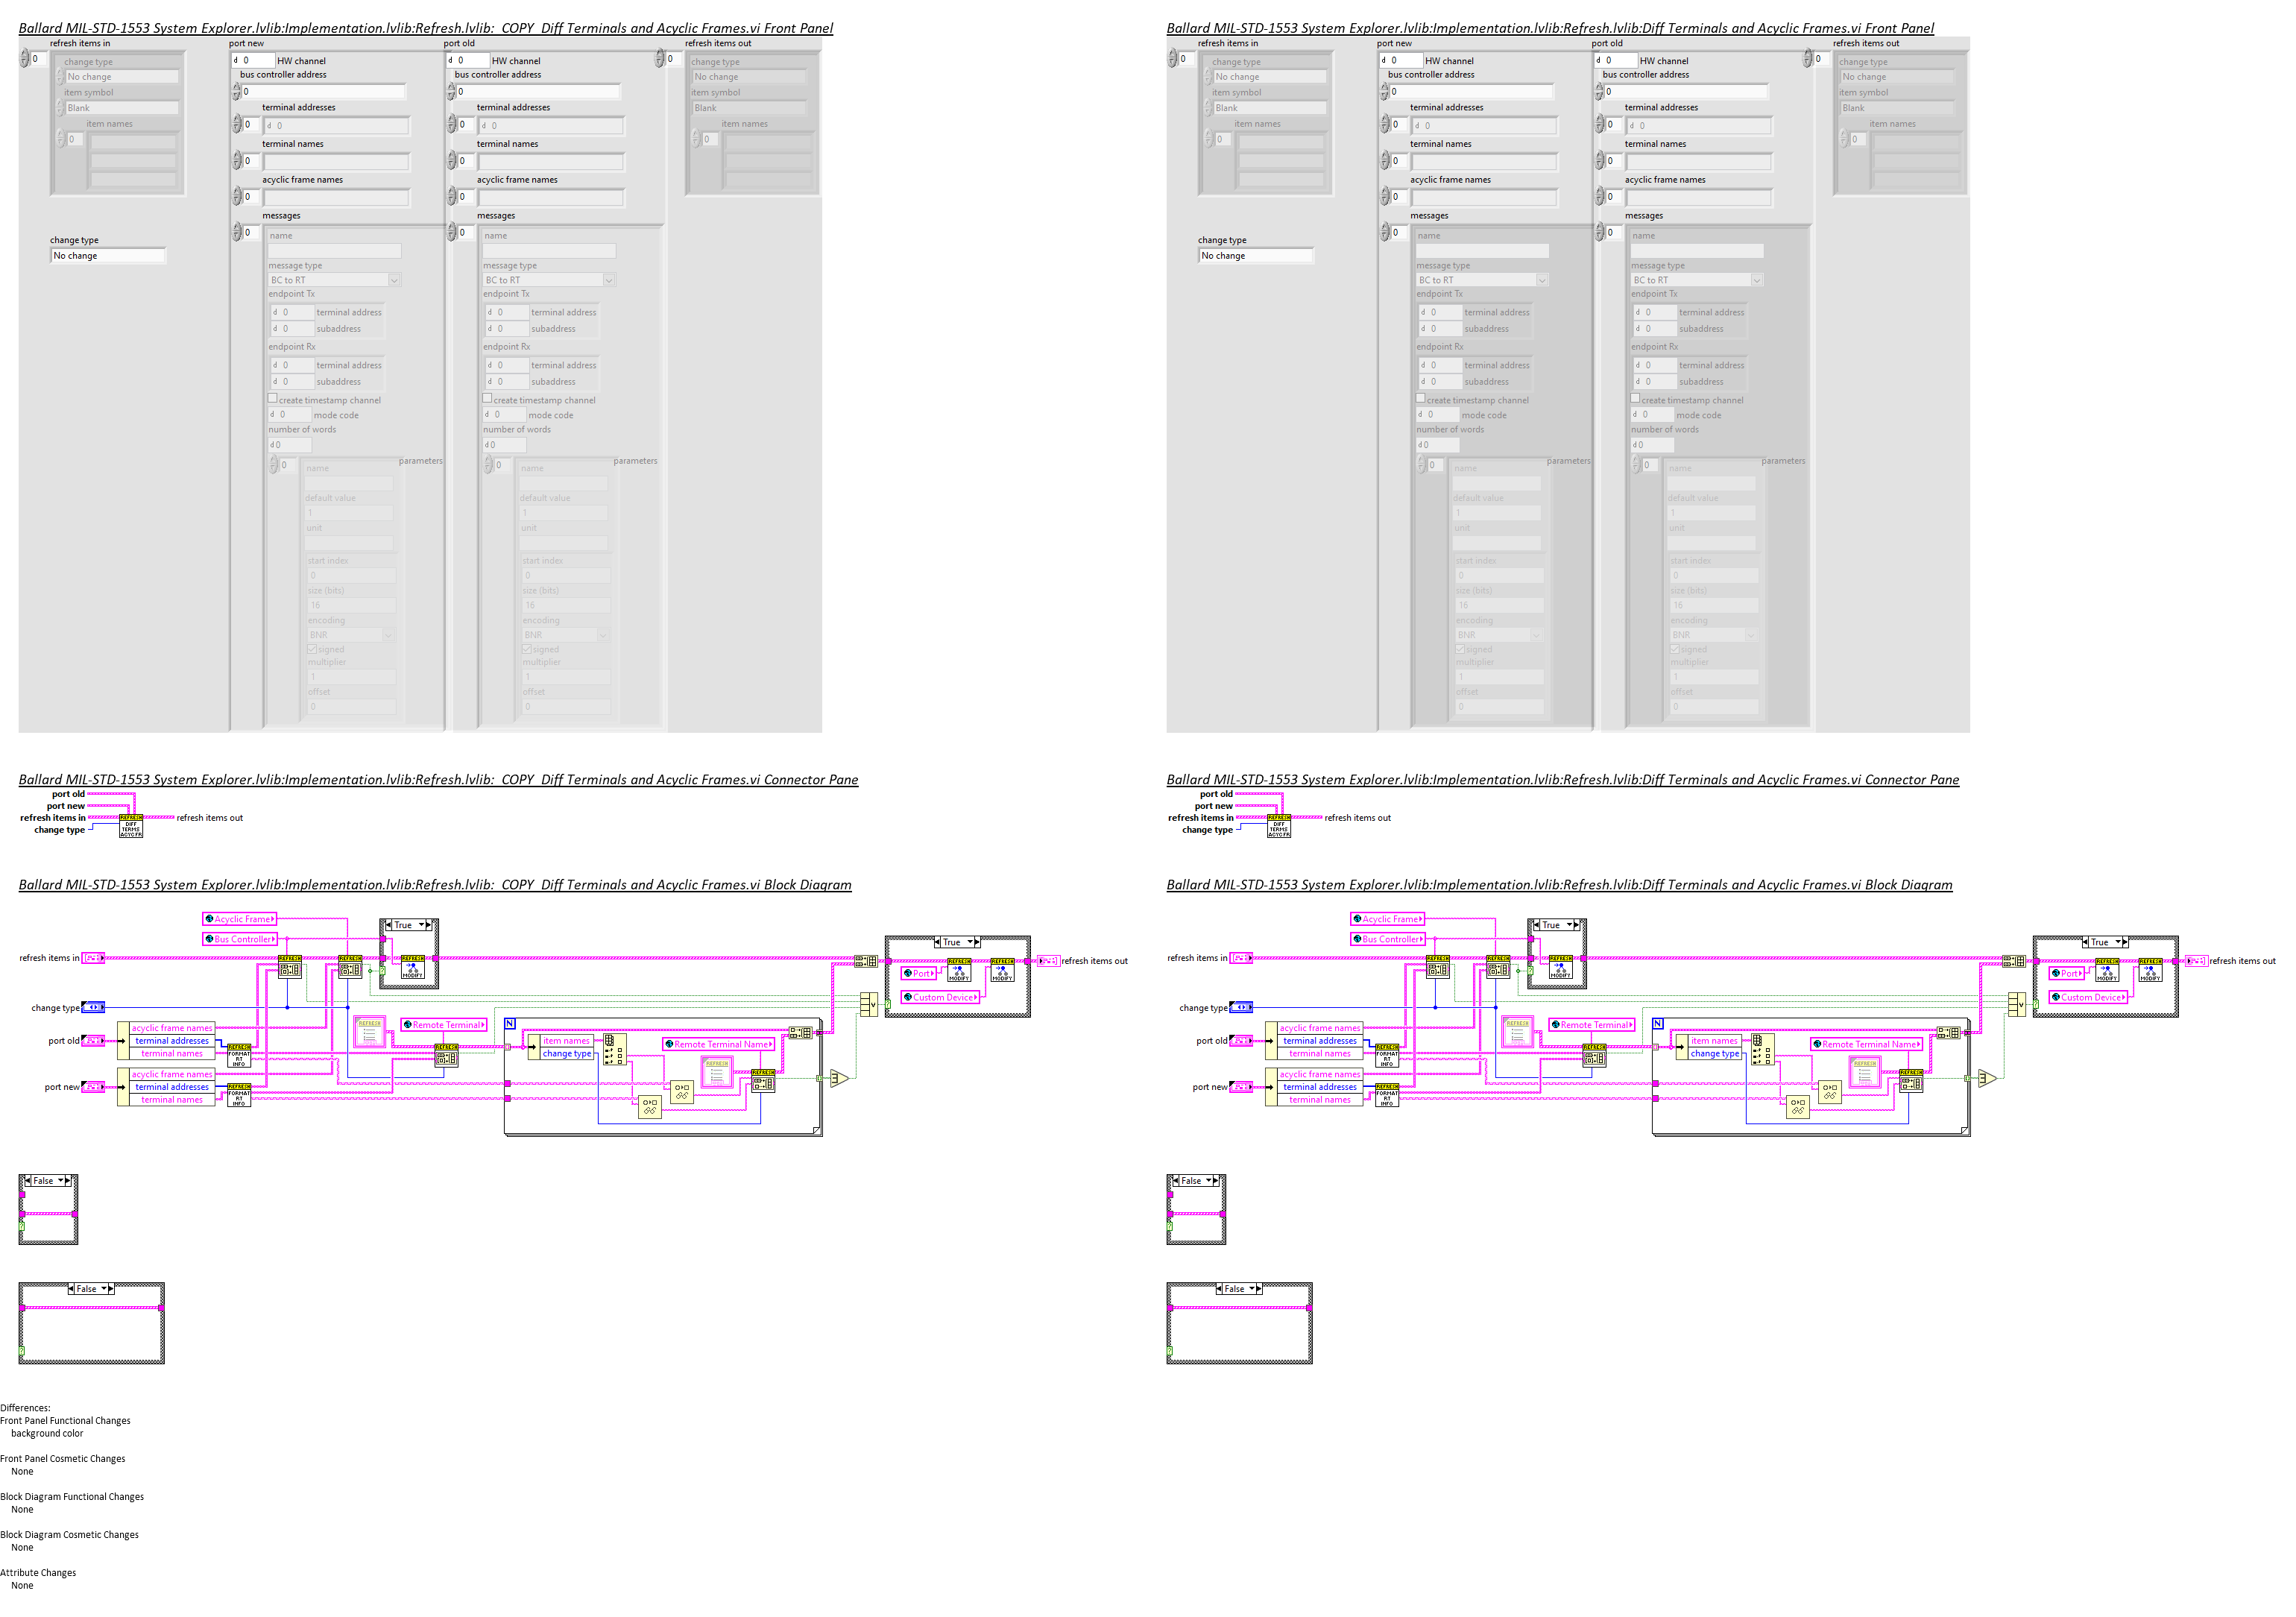 Ballard MIL-STD-1553 System Explorer.lvlib:Implementation.lvlib:Refresh.lvlib:  COPY  Diff Terminals and Acyclic Frames.vi Front Panel
refresh items in
0
change type
No change
item symbol
Blank
item names
0
change type
No change
port new
d 0 HW channel
bus controller address
0
terminal addresses
0 d 0
terminal names
0
acyclic frame names
0
messages
0
name
message type
BC to RT
endpoint Tx
d 0 terminal address
d 0 subaddress
endpoint Rx
d 0 terminal address
d 0 subaddress
create timestamp channel
d 0 mode code
number of words
d 0
0 parameters
name
default value
1
unit
start index
0
size (bits)
16
encoding
BNR
signed
multiplier
1
offset
0
port old
d 0 HW channel
bus controller address
0
terminal addresses
0 d 0
terminal names
0
acyclic frame names
0
messages
0
name
message type
BC to RT
endpoint Tx
d 0 terminal address
d 0 subaddress
endpoint Rx
d 0 terminal address
d 0 subaddress
create timestamp channel
d 0 mode code
number of words
d 0
0 parameters
name
default value
1
unit
start index
0
size (bits)
16
encoding
BNR
signed
multiplier
1
offset
0
refresh items out
0
change type
No change
item symbol
Blank
item names
0
Ballard MIL-STD-1553 System Explorer.lvlib:Implementation.lvlib:Refresh.lvlib:Diff Terminals and Acyclic Frames.vi Front Panel
refresh items in
0
change type
No change
item symbol
Blank
item names
0
change type
No change
port new
d 0 HW channel
bus controller address
0
terminal addresses
0 d 0
terminal names
0
acyclic frame names
0
messages
0
name
message type
BC to RT
endpoint Tx
d 0 terminal address
d 0 subaddress
endpoint Rx
d 0 terminal address
d 0 subaddress
create timestamp channel
d 0 mode code
number of words
d 0
0 parameters
name
default value
1
unit
start index
0
size (bits)
16
encoding
BNR
signed
multiplier
1
offset
0
port old
d 0 HW channel
bus controller address
0
terminal addresses
0 d 0
terminal names
0
acyclic frame names
0
messages
0
name
message type
BC to RT
endpoint Tx
d 0 terminal address
d 0 subaddress
endpoint Rx
d 0 terminal address
d 0 subaddress
create timestamp channel
d 0 mode code
number of words
d 0
0 parameters
name
default value
1
unit
start index
0
size (bits)
16
encoding
BNR
signed
multiplier
1
offset
0
refresh items out
0
change type
No change
item symbol
Blank
item names
0
Ballard MIL-STD-1553 System Explorer.lvlib:Implementation.lvlib:Refresh.lvlib:  COPY  Diff Terminals and Acyclic Frames.vi Connector Pane
port old
port new
refresh items in
change type
REFRESH
DIFF
TERMS
ACYC FR
refresh items out
Ballard MIL-STD-1553 System Explorer.lvlib:Implementation.lvlib:Refresh.lvlib:Diff Terminals and Acyclic Frames.vi Connector Pane
port old
port new
refresh items in
change type
REFRESH
DIFF
TERMS
ACYC FR
refresh items out
Ballard MIL-STD-1553 System Explorer.lvlib:Implementation.lvlib:Refresh.lvlib:  COPY  Diff Terminals and Acyclic Frames.vi Block Diagram
Acyclic Frame
Bus Controller
True
refresh items in
REFRESH
REFRESH
REFRESH
MODIFY
True
Port
REFRESH
MODIFY
REFRESH
MODIFY
Custom Device
refresh items out
change type
port old
acyclic frame names
terminal addresses
terminal names
REFRESH
FORMAT
RT
INFO
port new
acyclic frame names
terminal addresses
terminal names
REFRESH
FORMAT
RT
INFO
REFRESH
Remote Terminal
REFRESH
N
item names
change type
Remote Terminal Name
REFRESH
REFRESH
False
False
Ballard MIL-STD-1553 System Explorer.lvlib:Implementation.lvlib:Refresh.lvlib:Diff Terminals and Acyclic Frames.vi Block Diagram
Acyclic Frame
Bus Controller
True
refresh items in
REFRESH
REFRESH
REFRESH
MODIFY
True
Port
REFRESH
MODIFY
REFRESH
MODIFY
Custom Device
refresh items out
change type
port old
acyclic frame names
terminal addresses
terminal names
REFRESH
FORMAT
RT
INFO
port new
acyclic frame names
terminal addresses
terminal names
REFRESH
FORMAT
RT
INFO
REFRESH
Remote Terminal
REFRESH
N
item names
change type
Remote Terminal Name
REFRESH
REFRESH
False
False
Differences:
Front Panel Functional Changes
background color
Front Panel Cosmetic Changes
None
Block Diagram Functional Changes
None
Block Diagram Cosmetic Changes
None
Attribute Changes
None